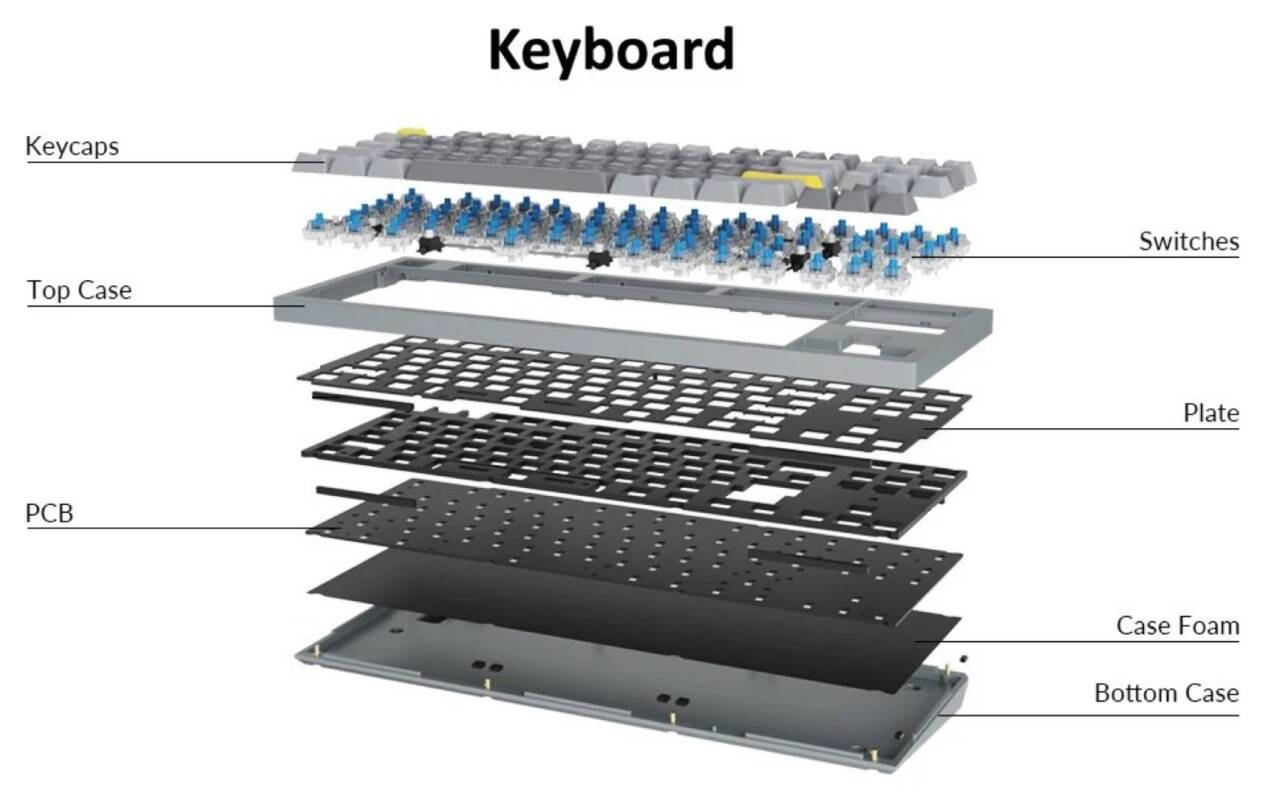 Keyboard
Keycaps
Switches
Top Case
Plate
PCB
Case Foam
Bottom Case